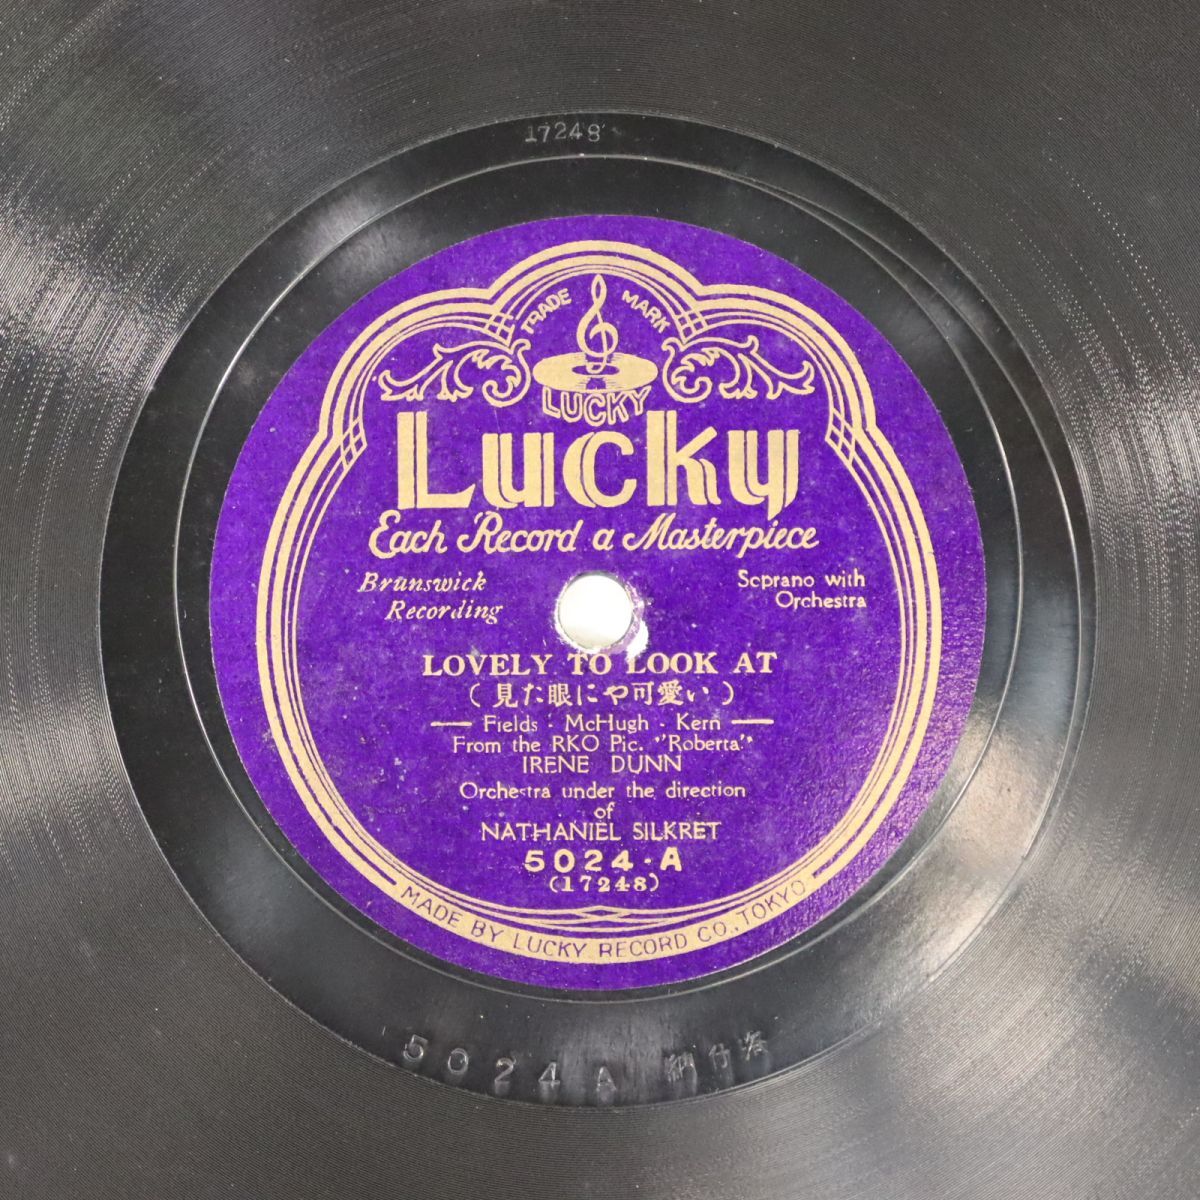 17248
TRADE MARK
LUCKY
Lucky
Each Record a Masterpiece
Brunswick
Recording
Soprano with
Orchestra
LOVELY TO LOOK AT
(見た眼にや可愛い)
Fields - McHugh - Kern
From the RKO Pic. "Roberta"
IRENE DUNN
Orchestra under the direction
of
NATHANIEL SILKRET
5024-A
(17248)
MADE BY LUCKY RECORD CO., TOKYO
5024 A